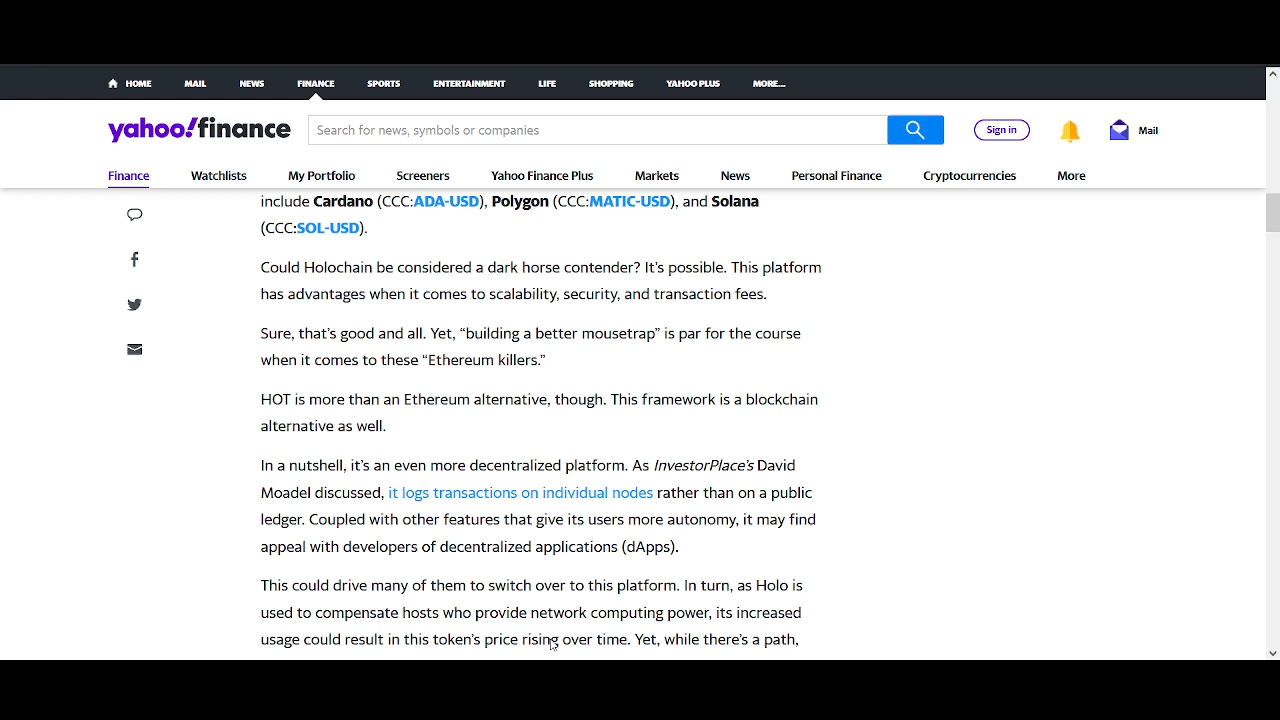 HOME MAIL NEWS FINANCE SPORTS ENTERTAINMENT LIFE SHOPPING YAHOO PLUS MORE...
yahoo!finance Search for news, symbols or companies Sign in Mail
Finance Watchlists My Portfolio Screeners Yahoo Finance Plus Markets News Personal Finance Cryptocurrencies More
include Cardano (CCC:ADA-USD), Polygon (CCC:MATIC-USD), and Solana
(CCC:SOL-USD).
Could Holochain be considered a dark horse contender? It’s possible. This platform
has advantages when it comes to scalability, security, and transaction fees.
Sure, that’s good and all. Yet, “building a better mousetrap” is par for the course
when it comes to these “Ethereum killers.”
HOT is more than an Ethereum alternative, though. This framework is a blockchain
alternative as well.
In a nutshell, it’s an even more decentralized platform. As InvestorPlace’s David
Moadel discussed, it logs transactions on individual nodes rather than on a public
ledger. Coupled with other features that give its users more autonomy, it may find
appeal with developers of decentralized applications (dApps).
This could drive many of them to switch over to this platform. In turn, as Holo is
used to compensate hosts who provide network computing power, its increased
usage could result in this token’s price rising over time. Yet, while there’s a path,